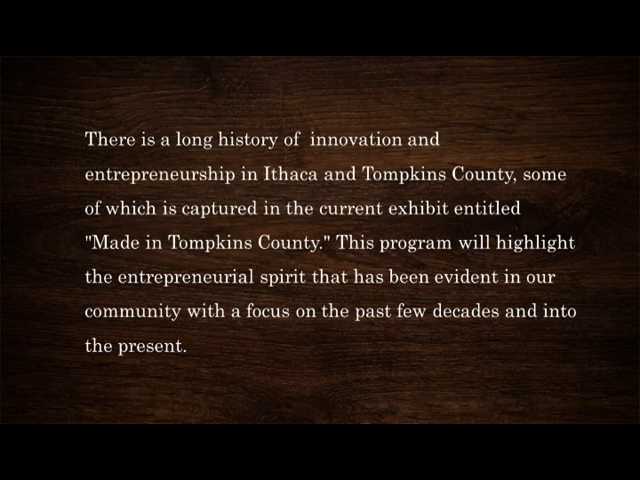 There is a long history of  innovation and
entrepreneurship in Ithaca and Tompkins County, some
of which is captured in the current exhibit entitled
"Made in Tompkins County." This program will highlight
the entrepreneurial spirit that has been evident in our
community with a focus on the past few decades and into
the present.